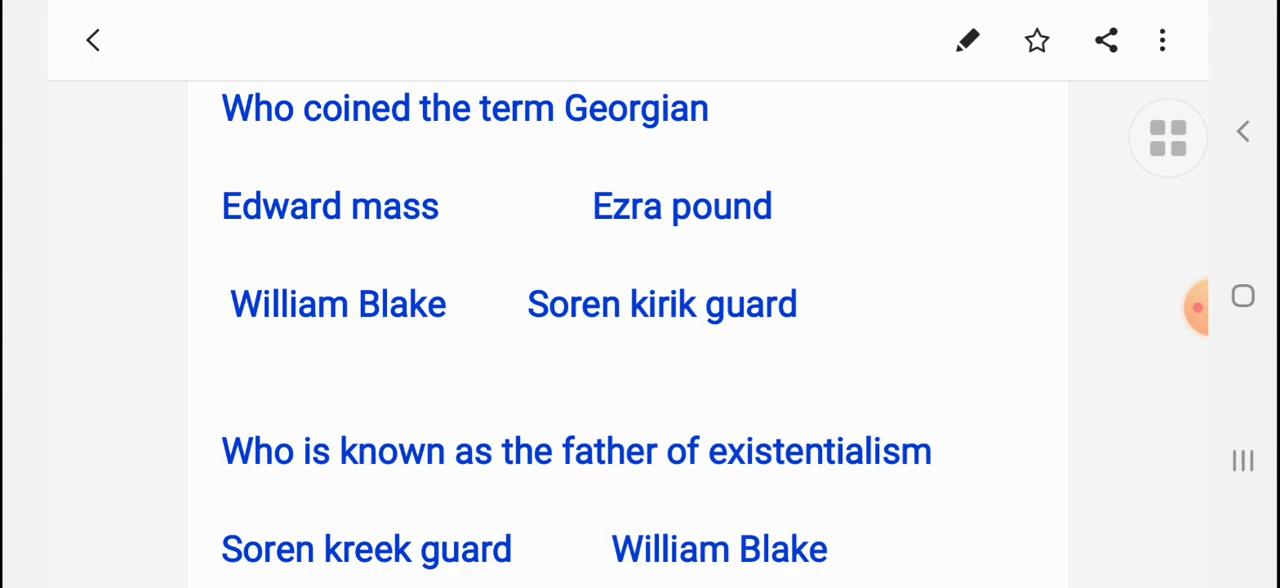 Who coined the term Georgian
Edward mass Ezra pound
William Blake Soren kirik guard
Who is known as the father of existentialism
Soren kreek guard William Blake